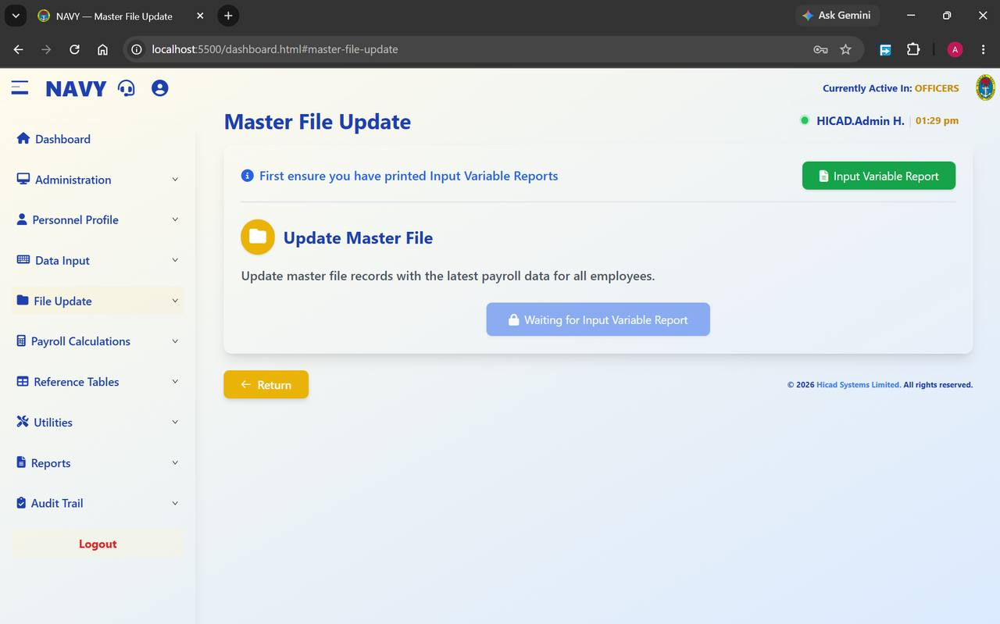 NAVY — Master File Update
Ask Gemini
localhost:5500/dashboard.html#master-file-update
A
NAVY
Currently Active In: OFFICERS
Master File Update
HICAD.Admin H. | 01:29 pm
Dashboard
Administration
Personnel Profile
Data Input
File Update
Payroll Calculations
Reference Tables
Utilities
Reports
Audit Trail
Logout
First ensure you have printed Input Variable Reports
Input Variable Report
Update Master File
Update master file records with the latest payroll data for all employees.
Waiting for Input Variable Report
Return
© 2026 Hicad Systems Limited. All rights reserved.